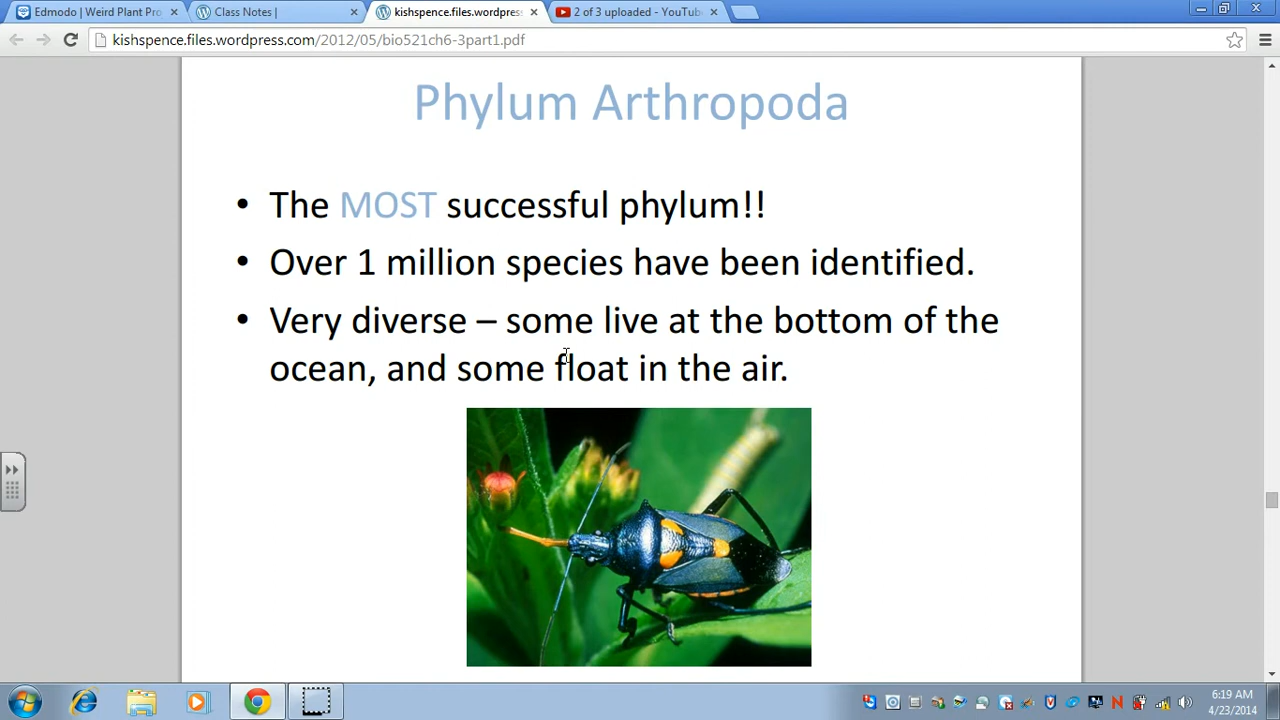 Edmodo | Weird Plant Pro
Class Notes |
kishspence.files.wordpres
2 of 3 uploaded - YouTub
kishspence.files.wordpress.com/2012/05/bio521ch6-3part1.pdf
Phylum Arthropoda
• The MOST successful phylum!!
• Over 1 million species have been identified.
• Very diverse – some live at the bottom of the
ocean, and some float in the air.
6:19 AM
4/23/2014